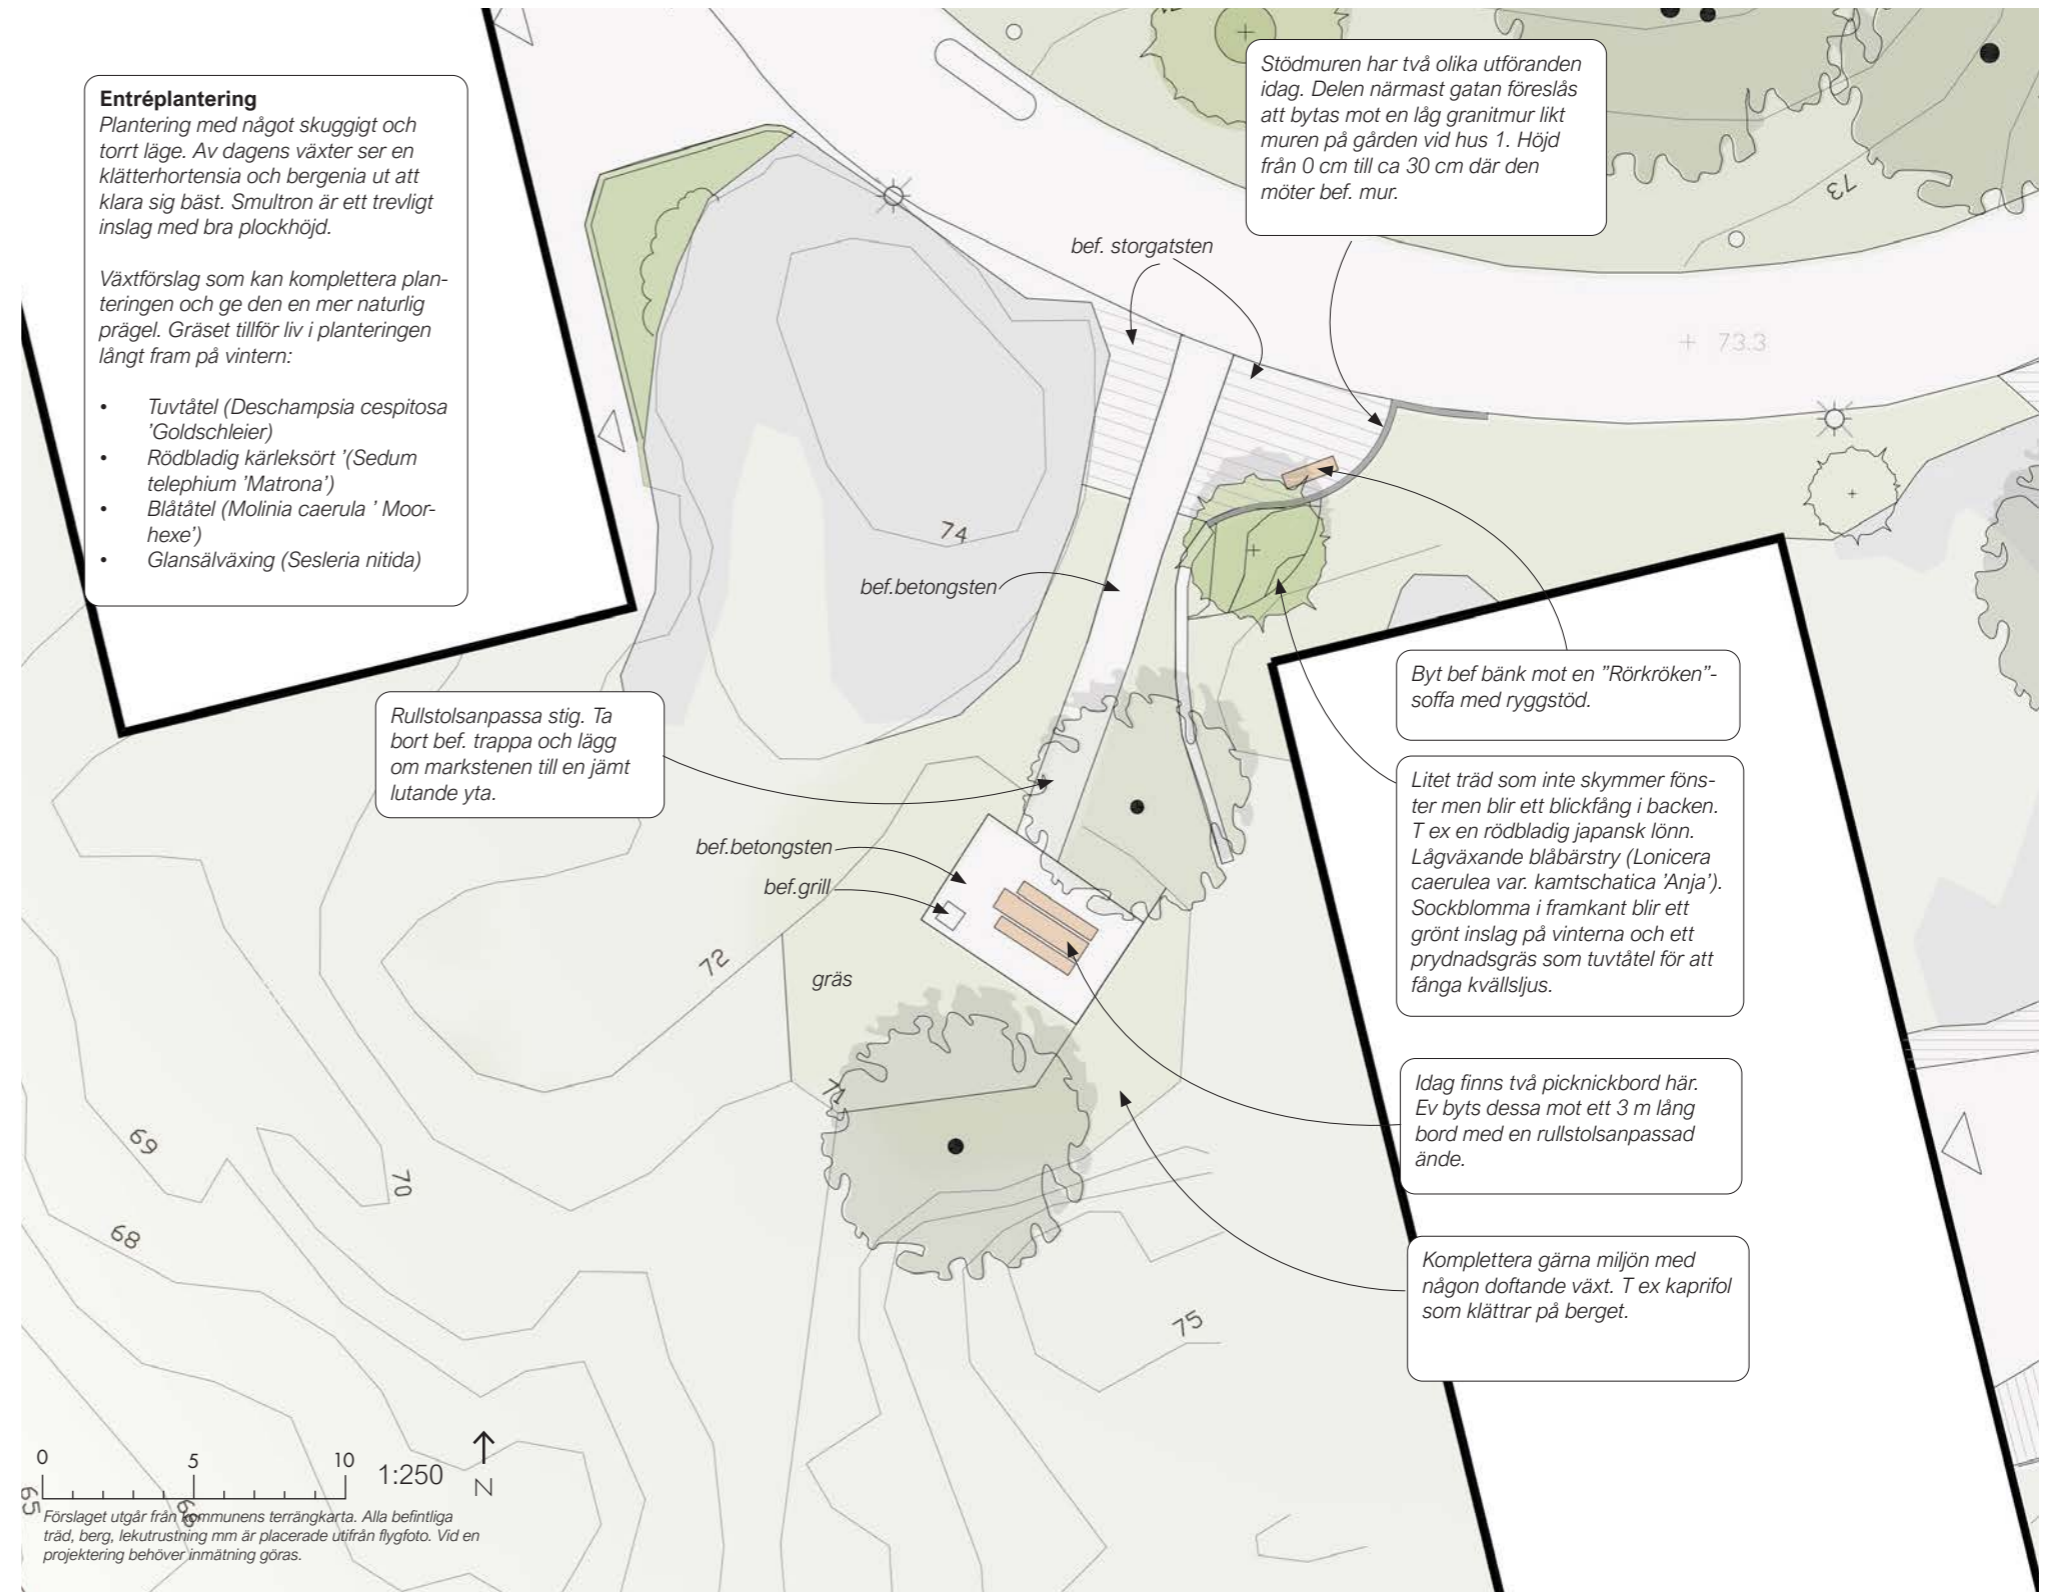 Entréplantering
Plantering med något skuggigt och
torrt läge. Av dagens växter ser en
klätterhortensia och bergenia ut att
klara sig bäst. Smultron är ett trevligt
inslag med bra plockhöjd.
Växtförslag som kan komplettera plan-
teringen och ge den en mer naturlig
prägel. Gräset tillför liv i planteringen
långt fram på vintern:
• Tuvtåtel (Deschampsia cespitosa
'Goldschleier)
• Rödbladig kärleksört '(Sedum
telephium 'Matrona')
• Blåtåtel (Molinia caerula ' Moor-
hexe')
• Glansälväxing (Sesleria nitida)
Stödmuren har två olika utföranden
idag. Delen närmast gatan föreslås
att bytas mot en låg granitmur likt
muren på gården vid hus 1. Höjd
från 0 cm till ca 30 cm där den
möter bef. mur.
73
bef. storgatsten
+ 73.3
74
bef.betongsten
Byt bef bänk mot en ”Rörkröken”-
soffa med ryggstöd.
Rullstolsanpassa stig. Ta
bort bef. trappa och lägg
om markstenen till en jämt
lutande yta.
Litet träd som inte skymmerföns-
ter men blir ett blickfång i backen.
T ex en rödbladig japansk lönn.
Lågväxande blåbärstry (Lonicera
caerulea var. kamtschatica 'Anja').
Sockblomma i framkant blir ett
grönt inslag på vinterna och ett
prydnadsgräs som tuvtåtel för att
fånga kvällsljus.
bef.betongsten
bef.grill
72
gräs
71
Idag finns två picknickbord här.
Ev byts dessa mot ett 3 m lång
bord med en rullstolsanpassad
ände.
69
70
68
Komplettera gärna miljön med
någon doftande växt. T ex kaprifol
som klättrar på berget.
75
0 5 10 1:250
N
65
66
Förslaget utgår från kommunens terrängkarta. Alla befintliga
träd, berg, lekutrustning mm är placerade utifrån flygfoto. Vid en
projektering behöver inmätning göras.